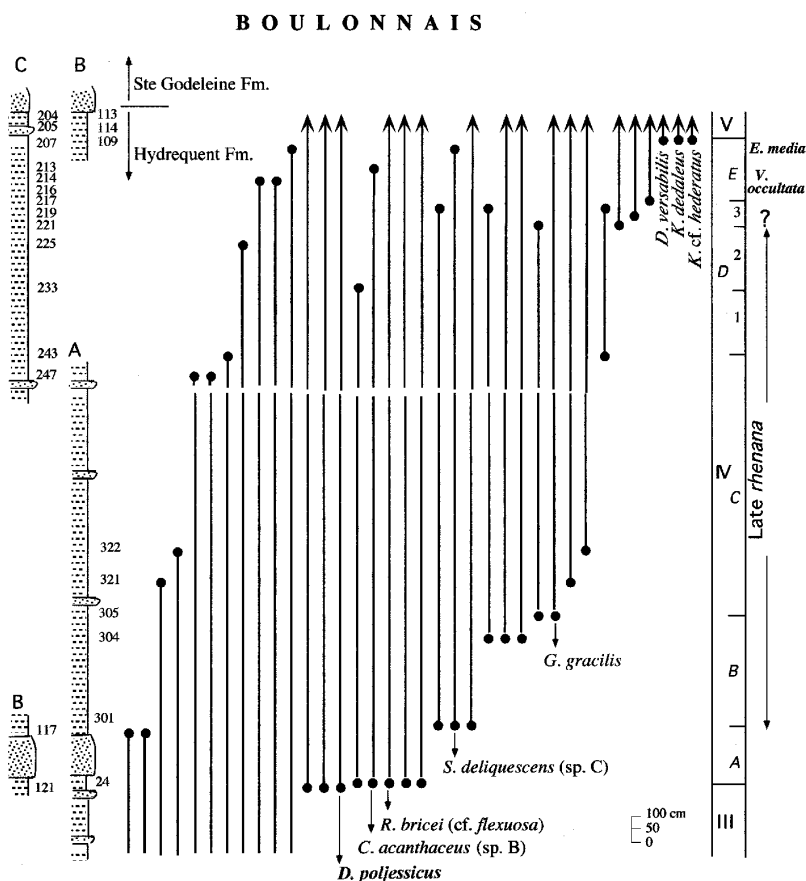 BOULONNAIS
C
B
Ste Godeleine Fm.
Hydrequent Fm.
204
205
207
213
214
216
217
219
221
225
233
243
247
113
114
109
A
322
321
305
304
301
24
B
117
121
D. versabilis
K. dedaleus
K. cf. hederatus
G. gracilis
S. deliquescens (sp. C)
R. bricei (cf. flexuosa)
C. acanthaceus (sp. B)
D. poljessicus
V
E
3
2
D
1
IV
C
B
A
III
E. media
V. occultata
?
Late rhenana
100 cm
50
0